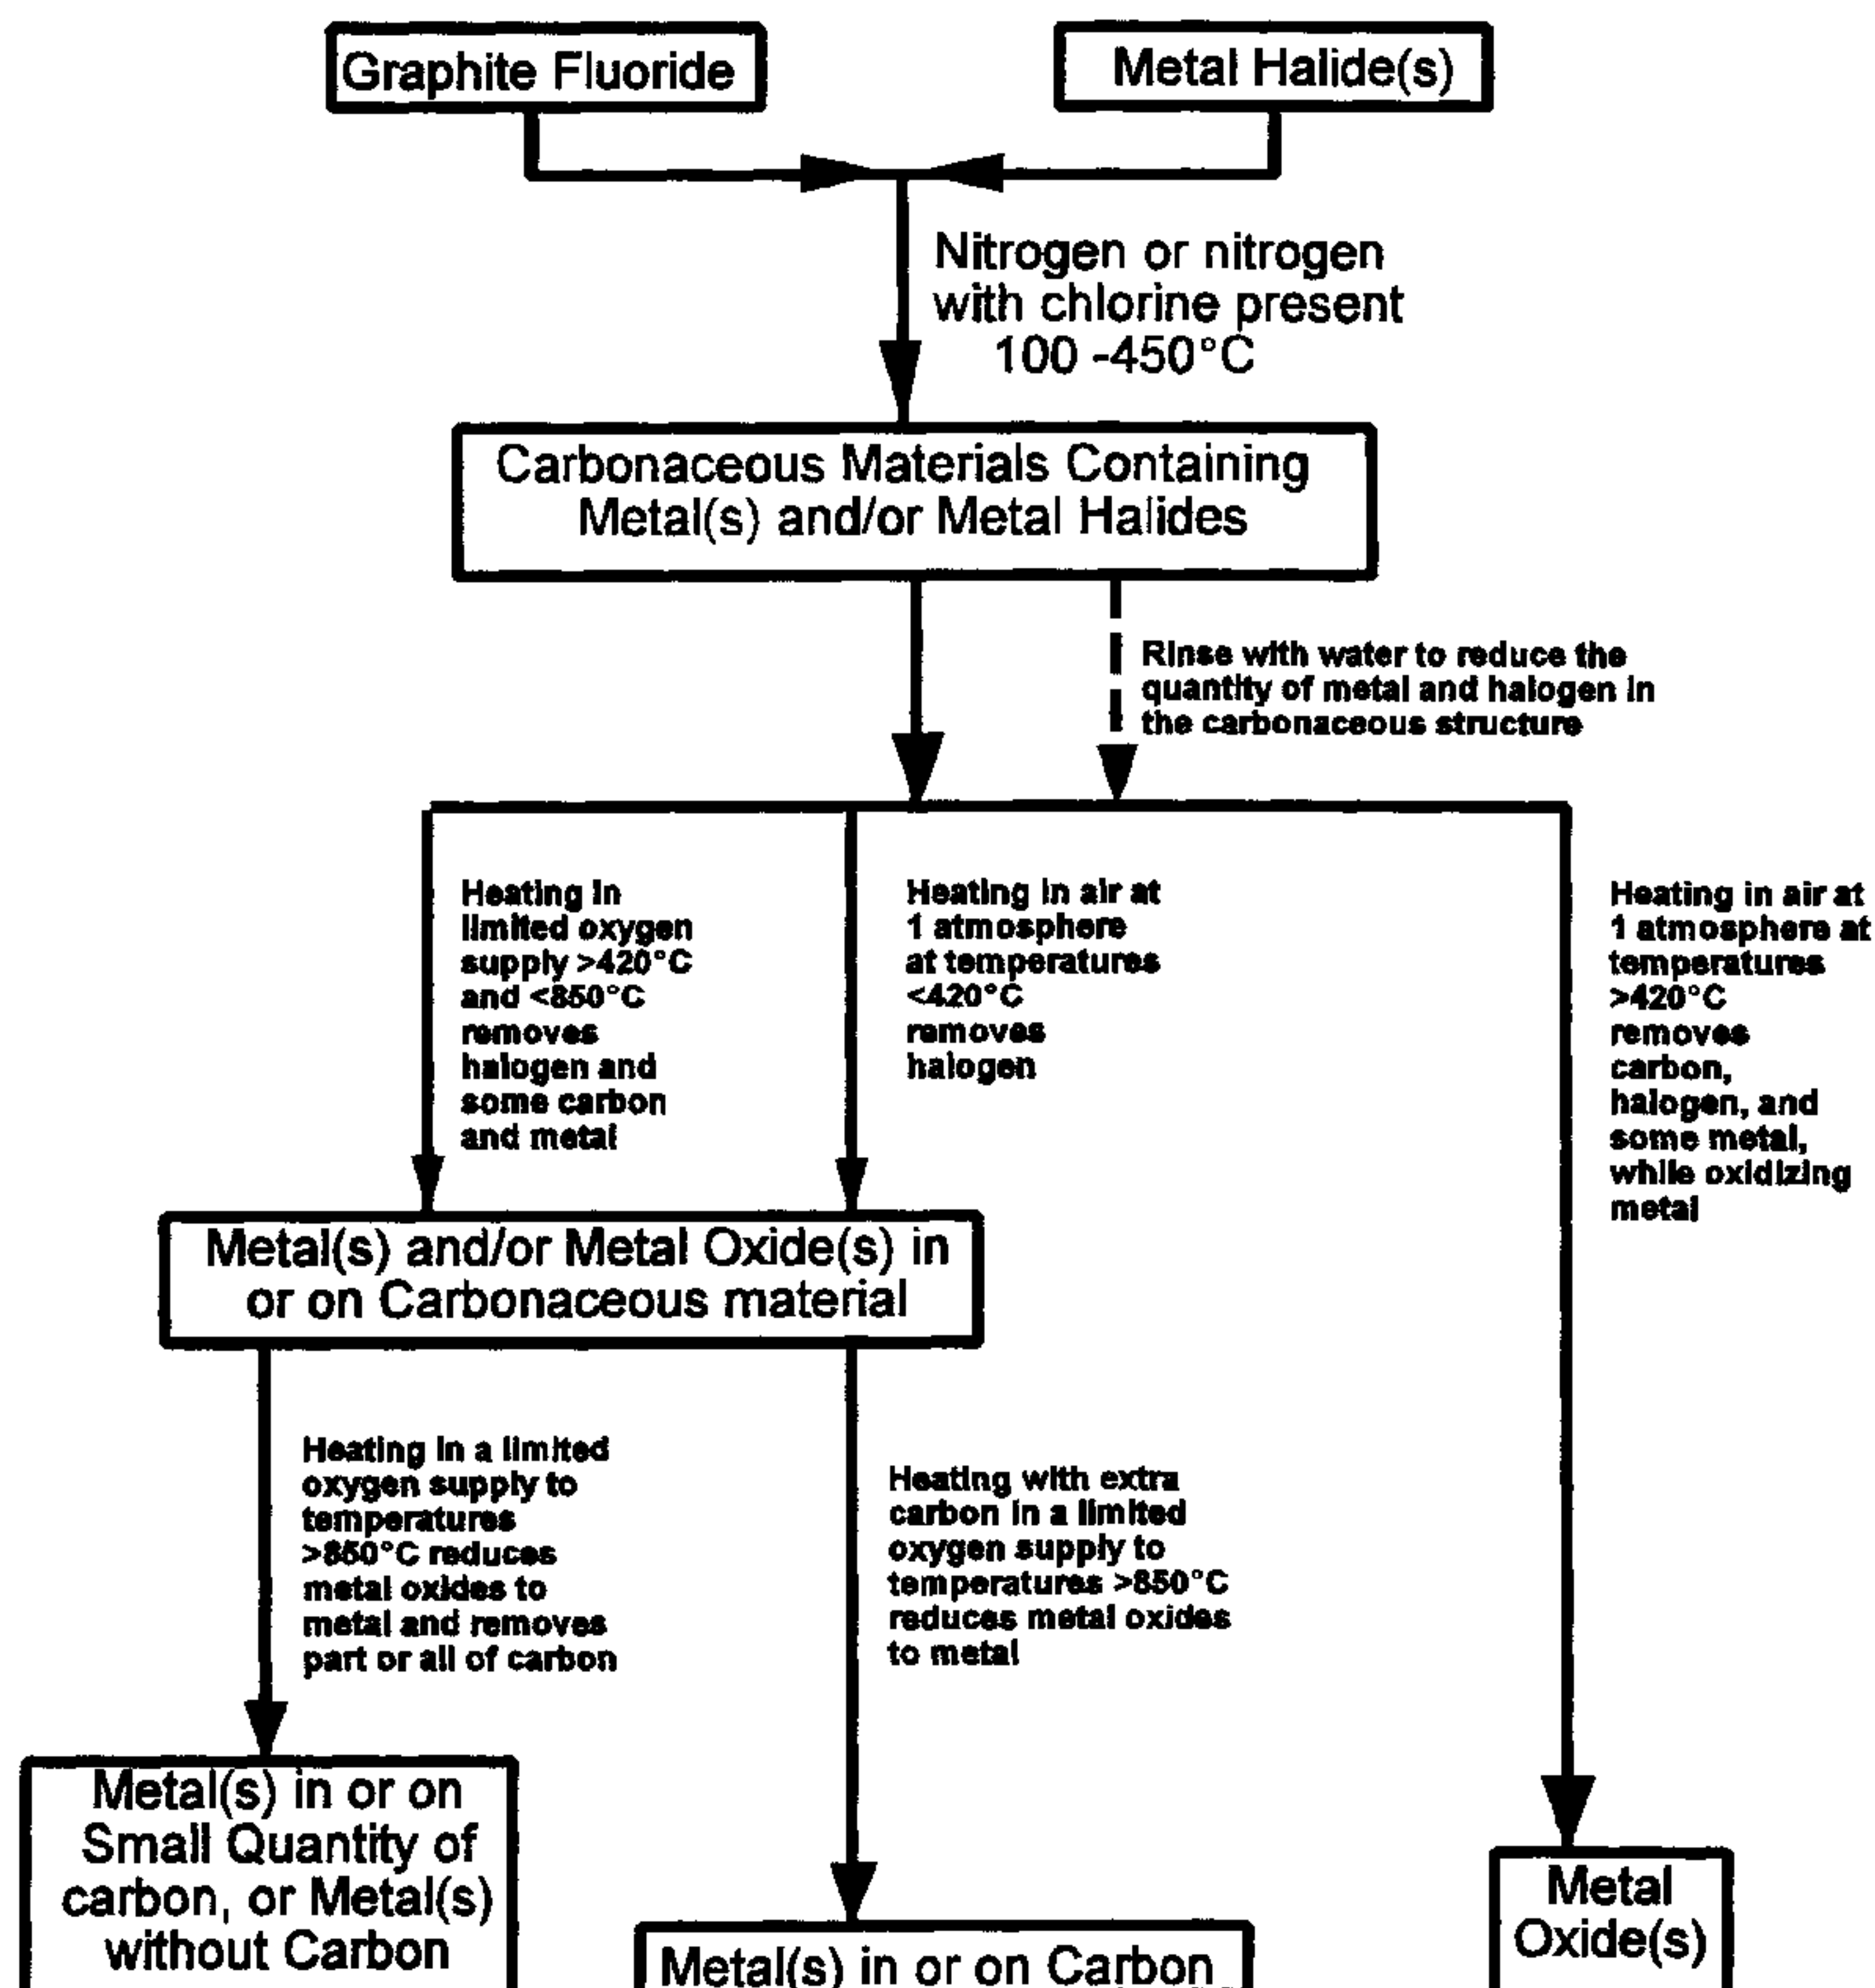 Graphite Fluoride
Metal Halide(s)
Nitrogen or nitrogen
with chlorine present
100 -450°C
Carbonaceous Materials Containing
Metal(s) and/or Metal Halides
Rinse with water to reduce the
quantity of metal and halogen in
the carbonaceous structure
Heating in
limited oxygen
supply >420°C
and <850°C
removes
halogen and
some carbon
and metal
Heating in air at
1 atmosphere
at temperatures
<420°C
removes
halogen
Heating in air at
1 atmosphere at
temperatures
>420°C
removes
carbon,
halogen, and
some metal,
while oxidizing
metal
Metal(s) and/or Metal Oxide(s) in
or on Carbonaceous material
Heating in a limited
oxygen supply to
temperatures
>850°C reduces
metal oxides to
metal and removes
part or all of carbon
Heating with extra
carbon in a limited
oxygen supply to
temperatures >850°C
reduces metal oxides
to metal
Metal(s) in or on
Small Quantity of
carbon, or Metal(s)
without Carbon
Metal(s) in or on Carbon
Metal
Oxide(s)